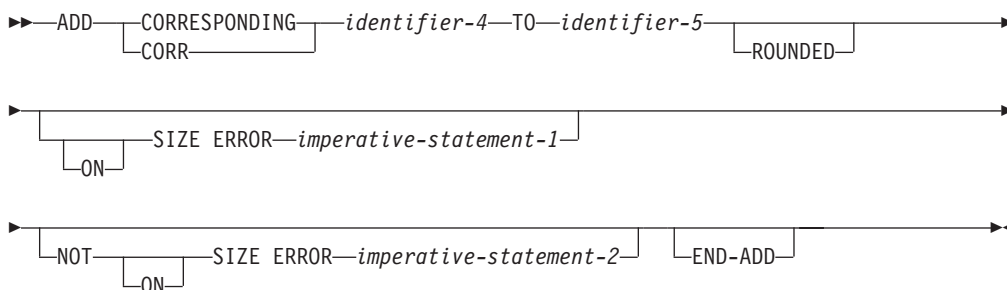 ADD CORRESPONDING identifier-4 TO identifier-5
CORR ROUNDED
SIZE ERROR imperative-statement-1
ON
NOT SIZE ERROR imperative-statement-2 END-ADD
ON